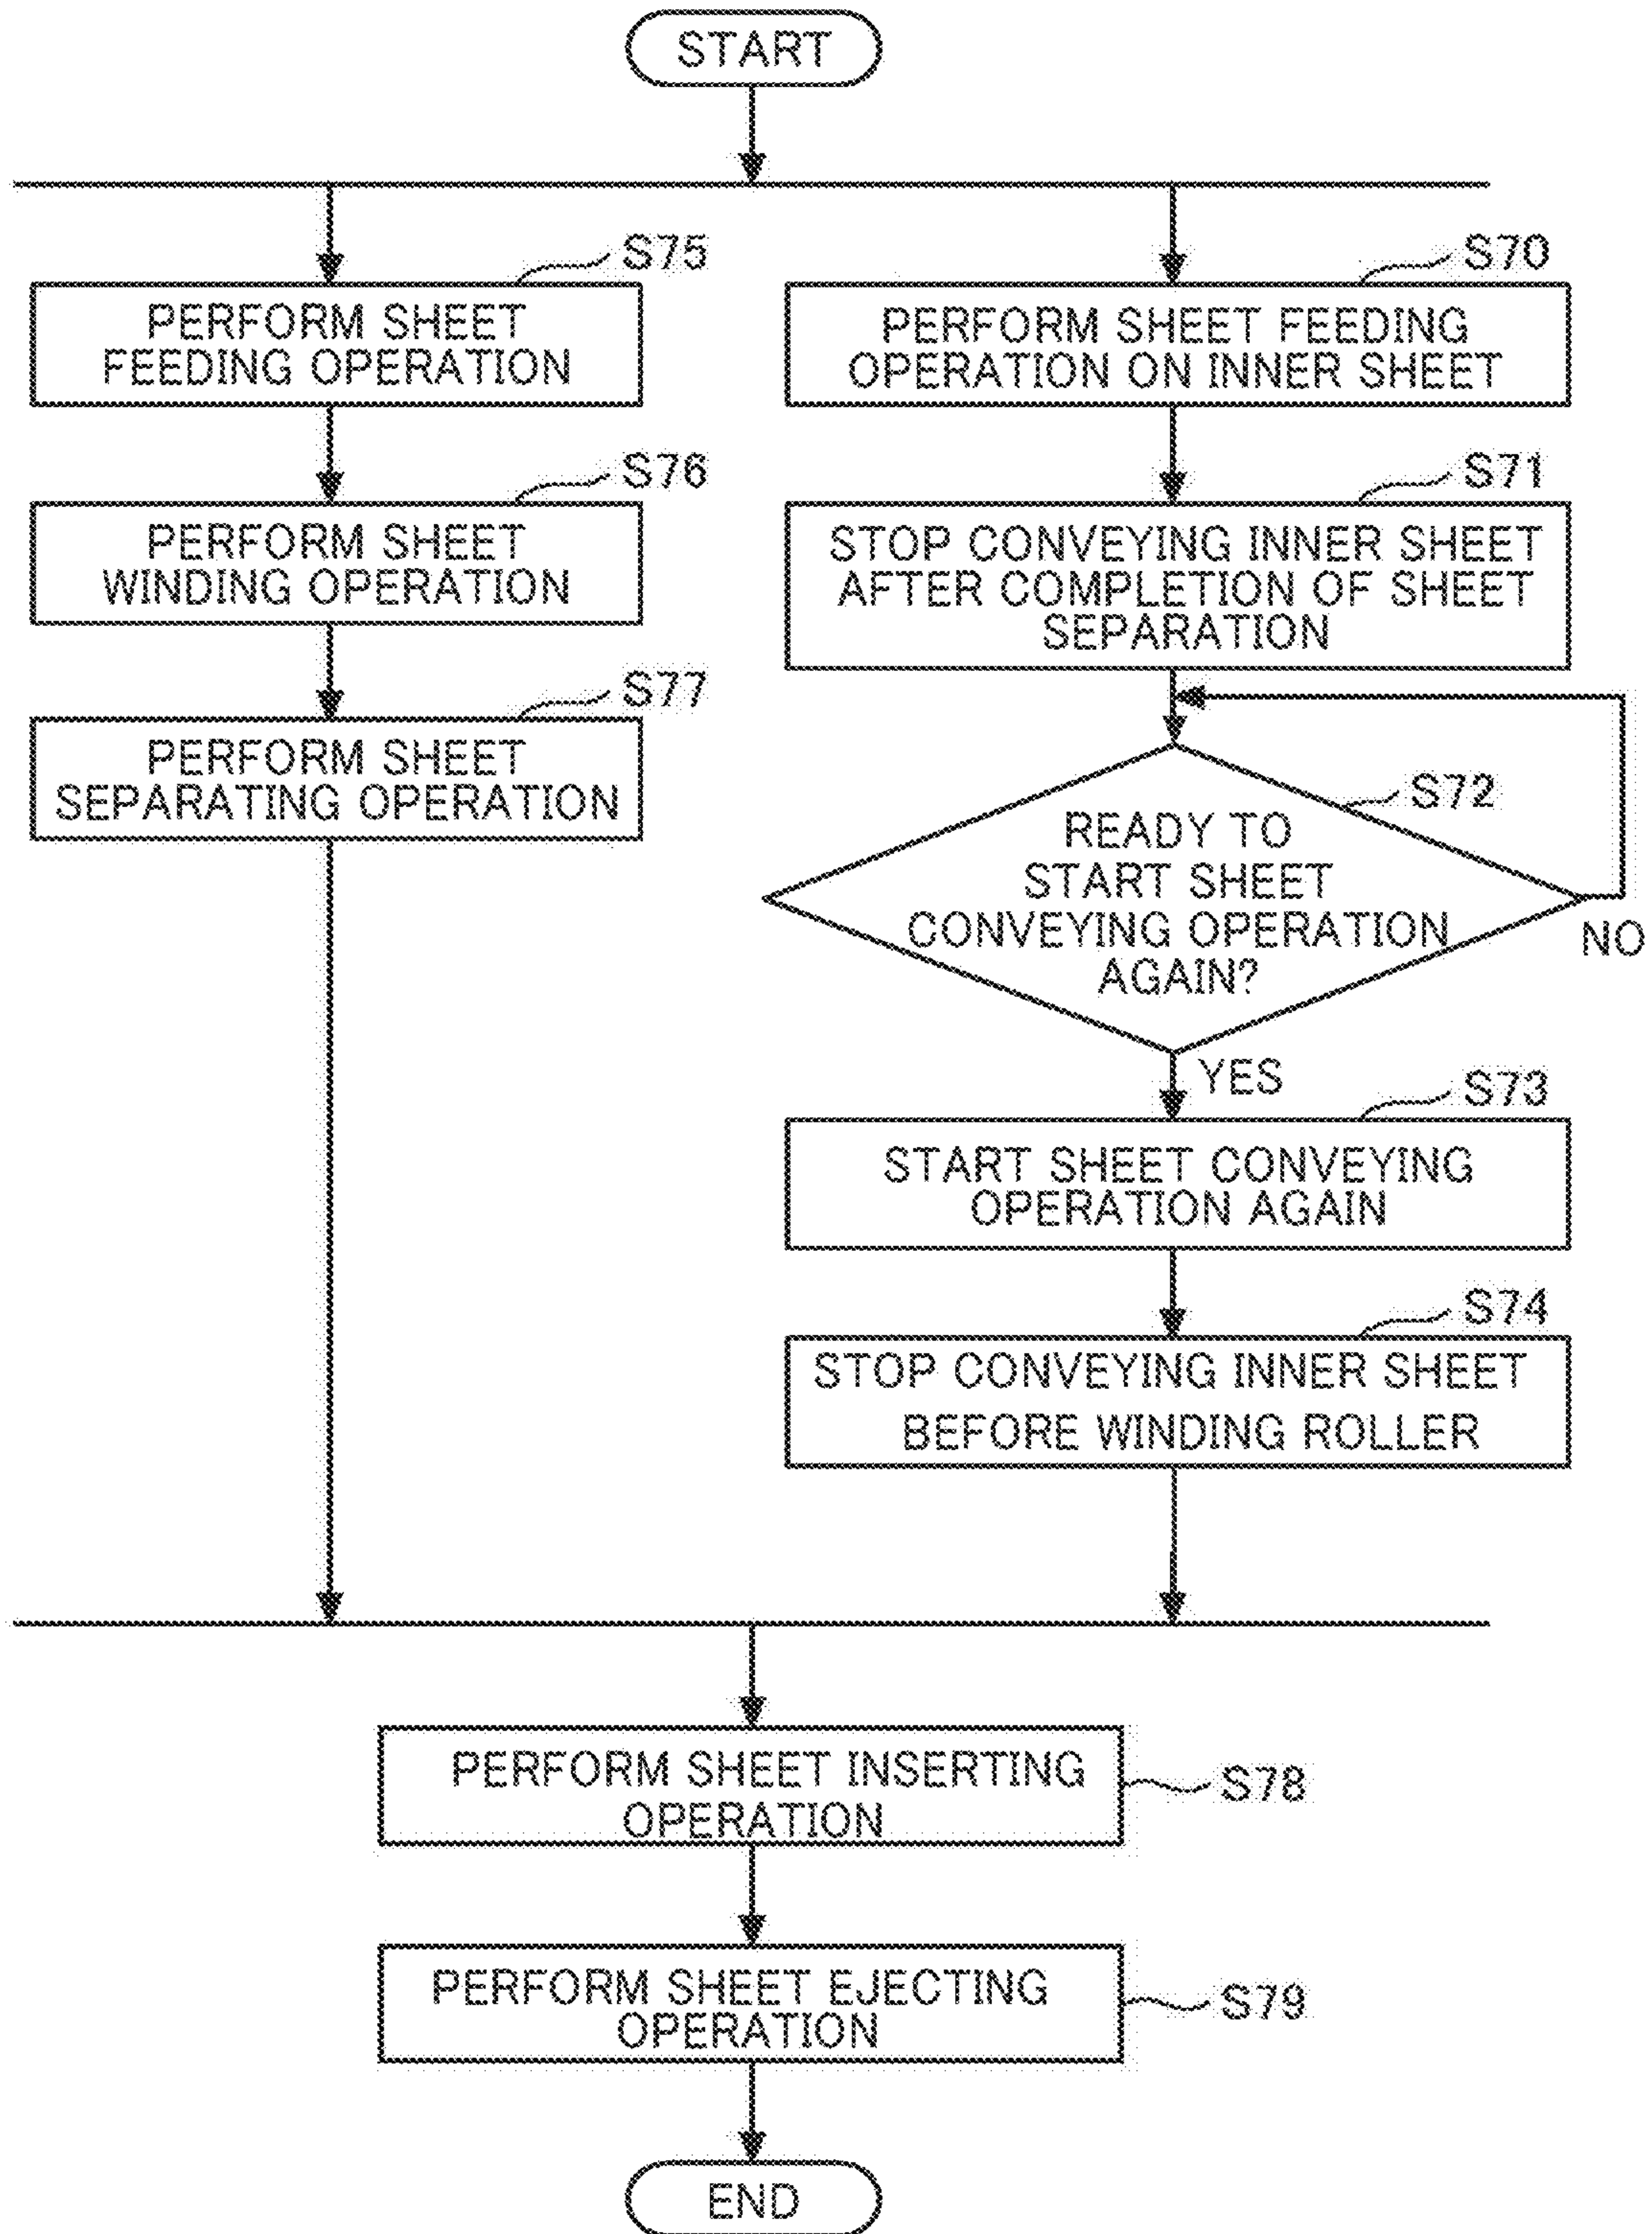 START
S75
PERFORM SHEET
FEEDING OPERATION
S76
PERFORM SHEET
WINDING OPERATION
S77
PERFORM SHEET
SEPARATING OPERATION
S70
PERFORM SHEET FEEDING
OPERATION ON INNER SHEET
S71
STOP CONVEYING INNER SHEET
AFTER COMPLETION OF SHEET
SEPARATION
S72
READY TO
START SHEET
CONVEYING OPERATION
AGAIN?
NO
YES
S73
START SHEET CONVEYING
OPERATION AGAIN
S74
STOP CONVEYING INNER SHEET
BEFORE WINDING ROLLER
PERFORM SHEET INSERTING
OPERATION
S78
PERFORM SHEET EJECTING
OPERATION
S79
END